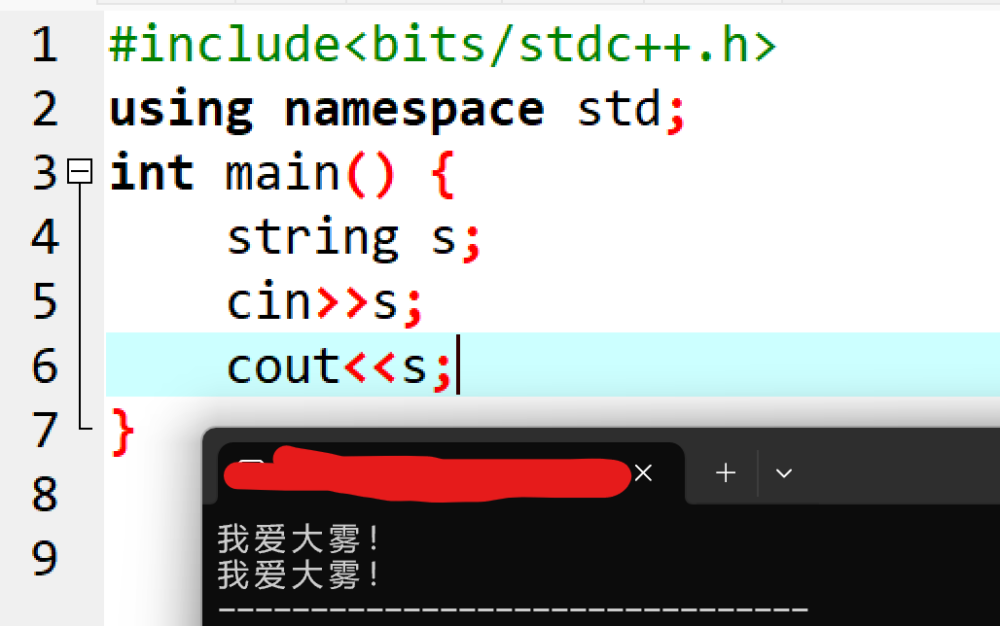 1 #include<bits/stdc++.h>
2 using namespace std;
3 int main() {
4 string s;
5 cin>>s;
6 cout<<s;
7 }
8
9
我爱大雾!
我爱大雾!
--------------------------------